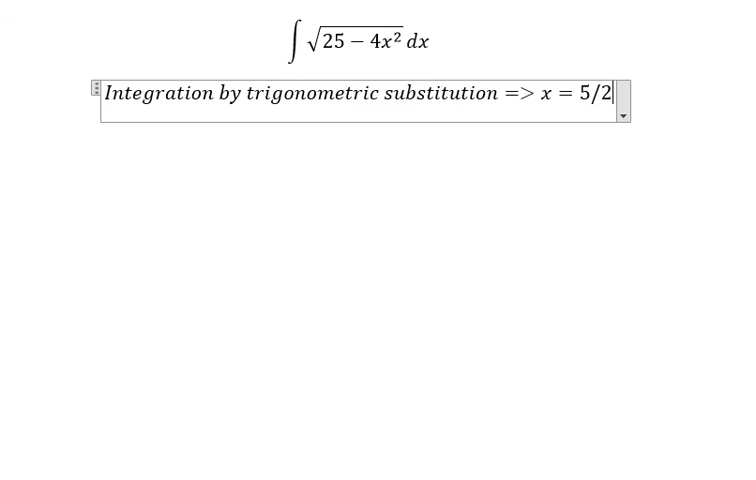 ∫ √25 − 4x² dx
Integration by trigonometric substitution => x = 5/2